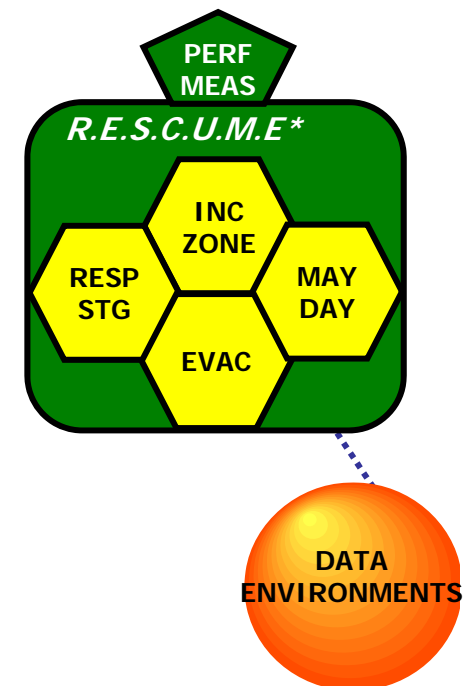 PERF
MEAS
R.E.S.C.U.M.E*
INC
ZONE
RESP
STG
MAY
DAY
EVAC
DATA
ENVIRONMENTS